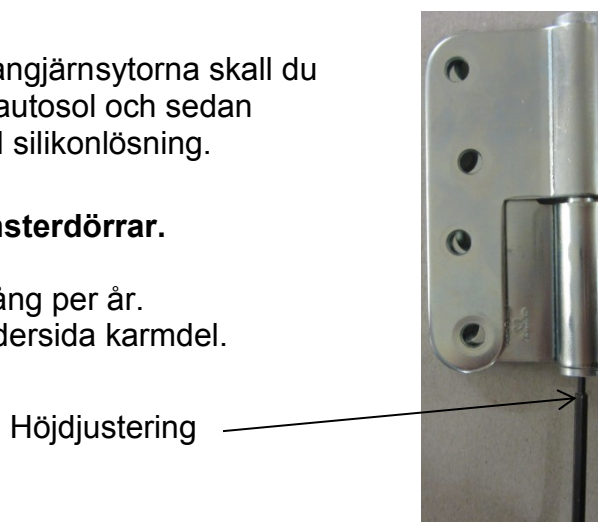 angjärnsytorna skall du
autosol och sedan
silikonlösning.
nsterdörrar.
ång per år.
dersida karmdel.
Höjdjustering